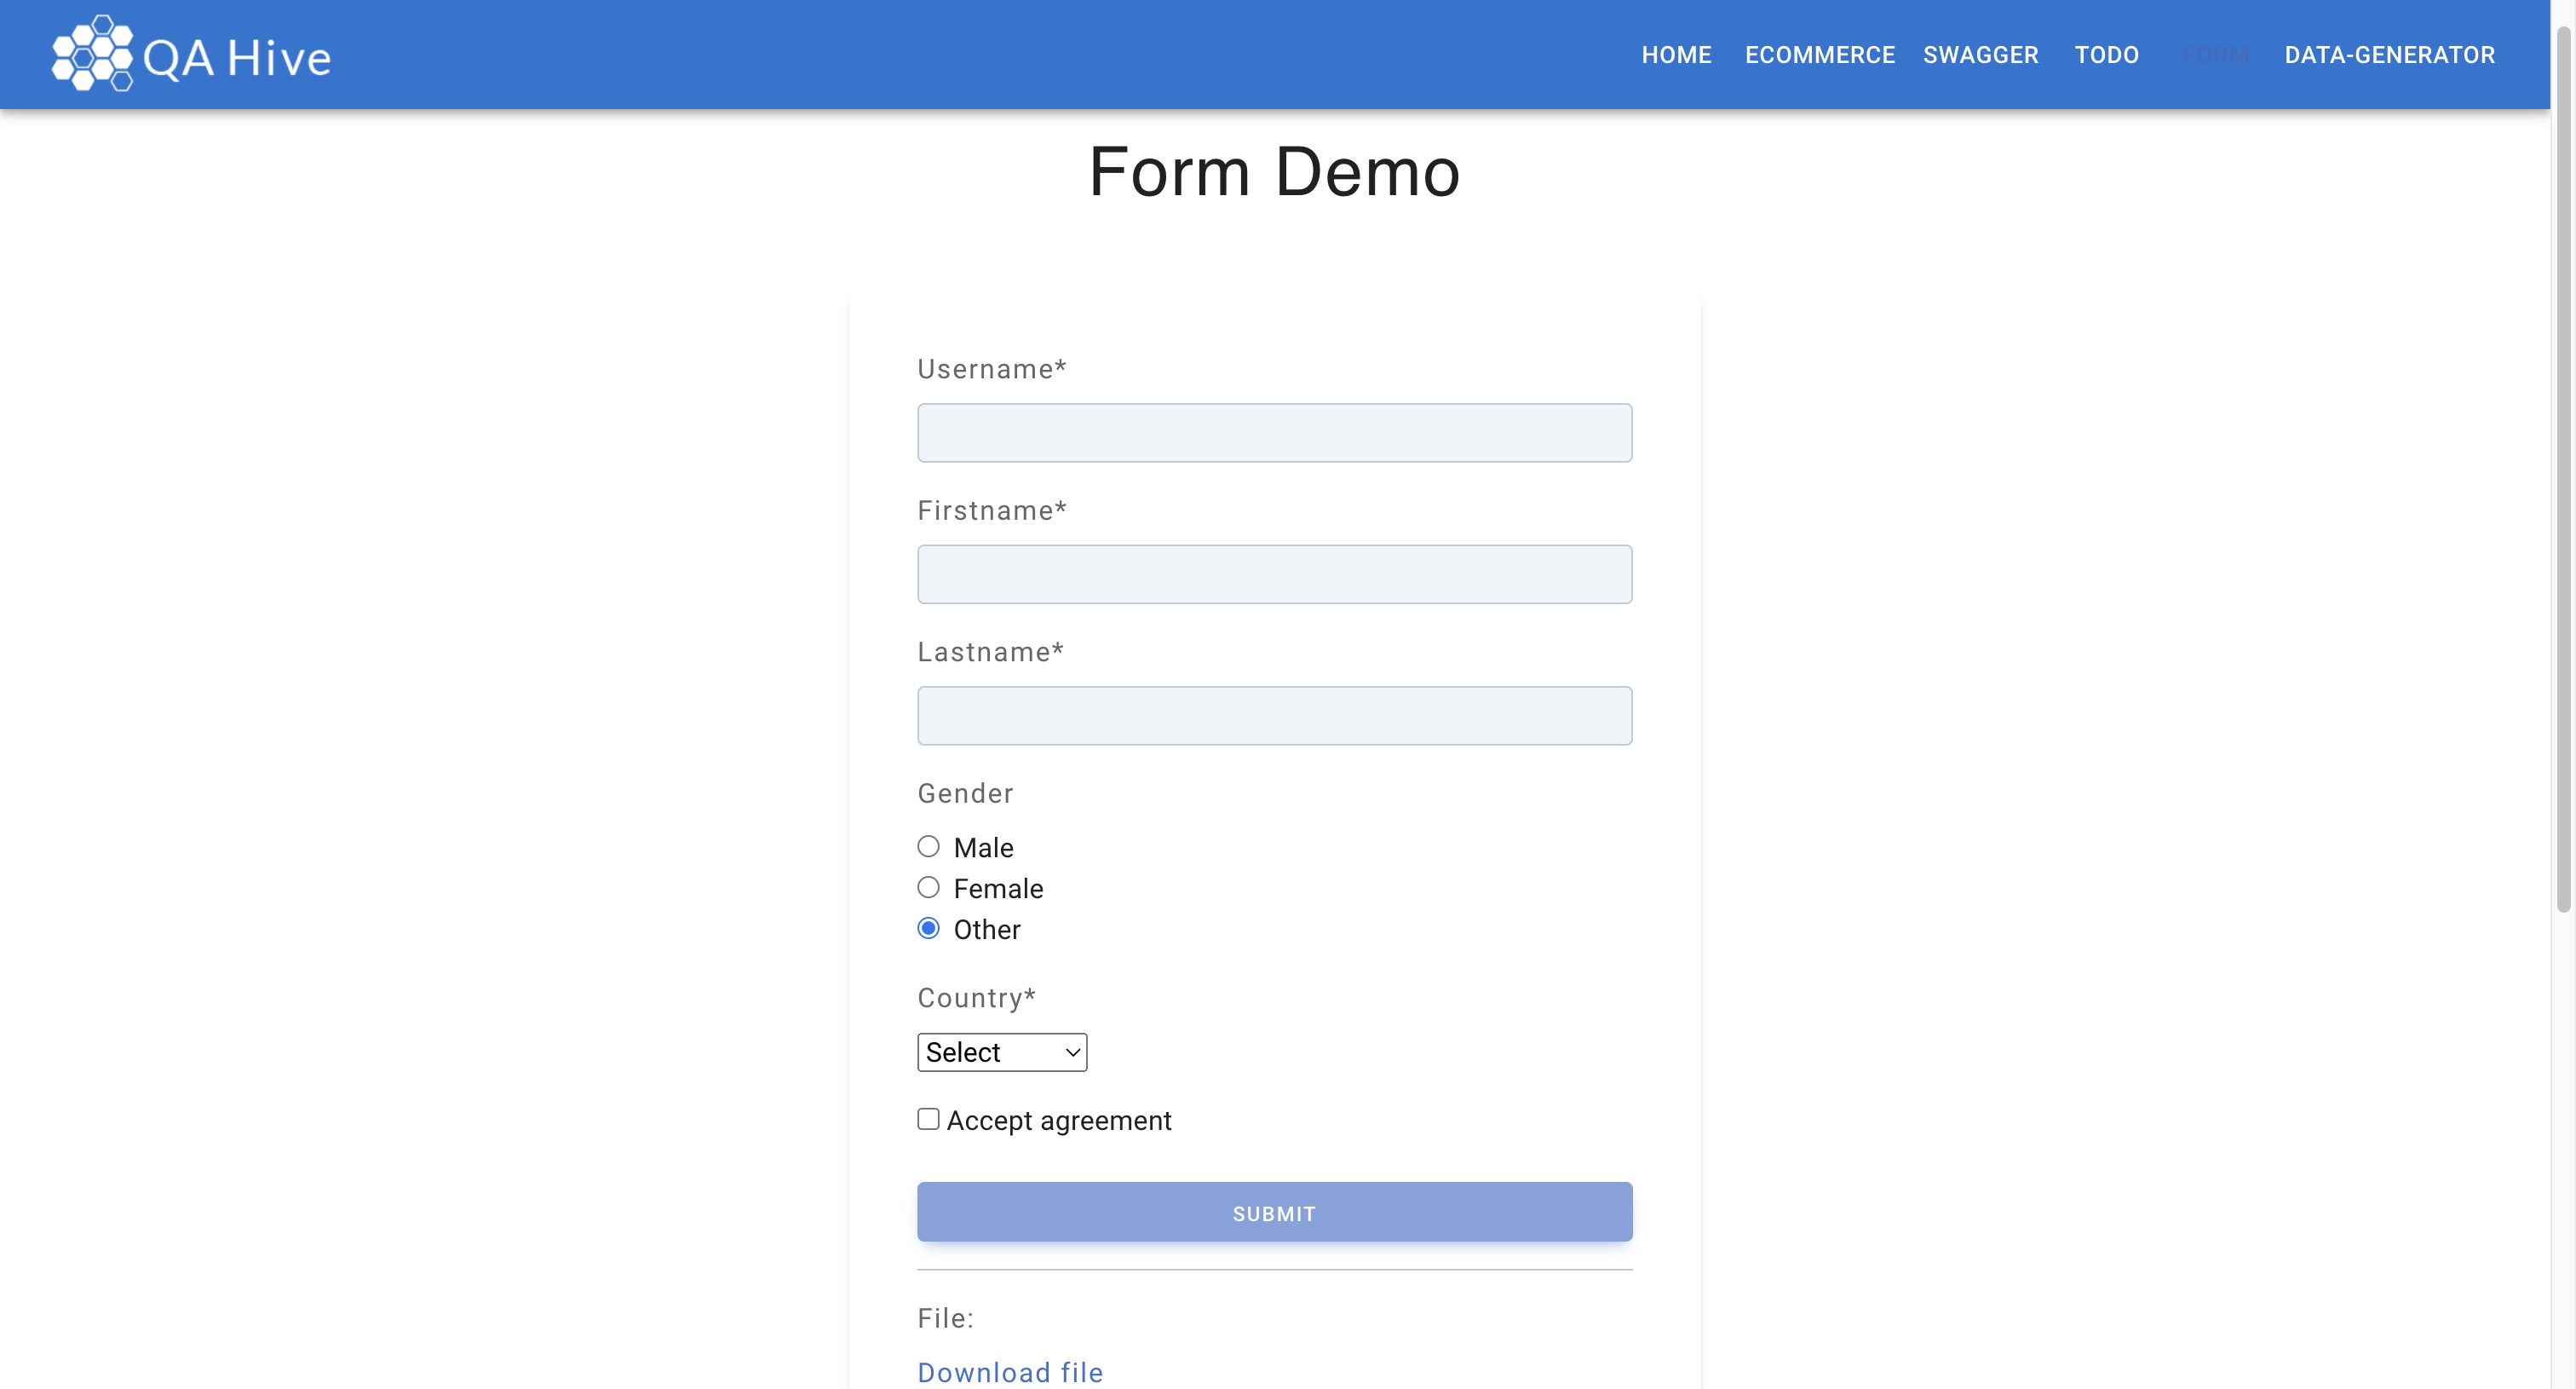 QA Hive
HOME ECOMMERCE SWAGGER TODO FORM DATA-GENERATOR
Form Demo
Username*
Firstname*
Lastname*
Gender
Male
Female
Other
Country*
Select
Accept agreement
SUBMIT
File:
Download file